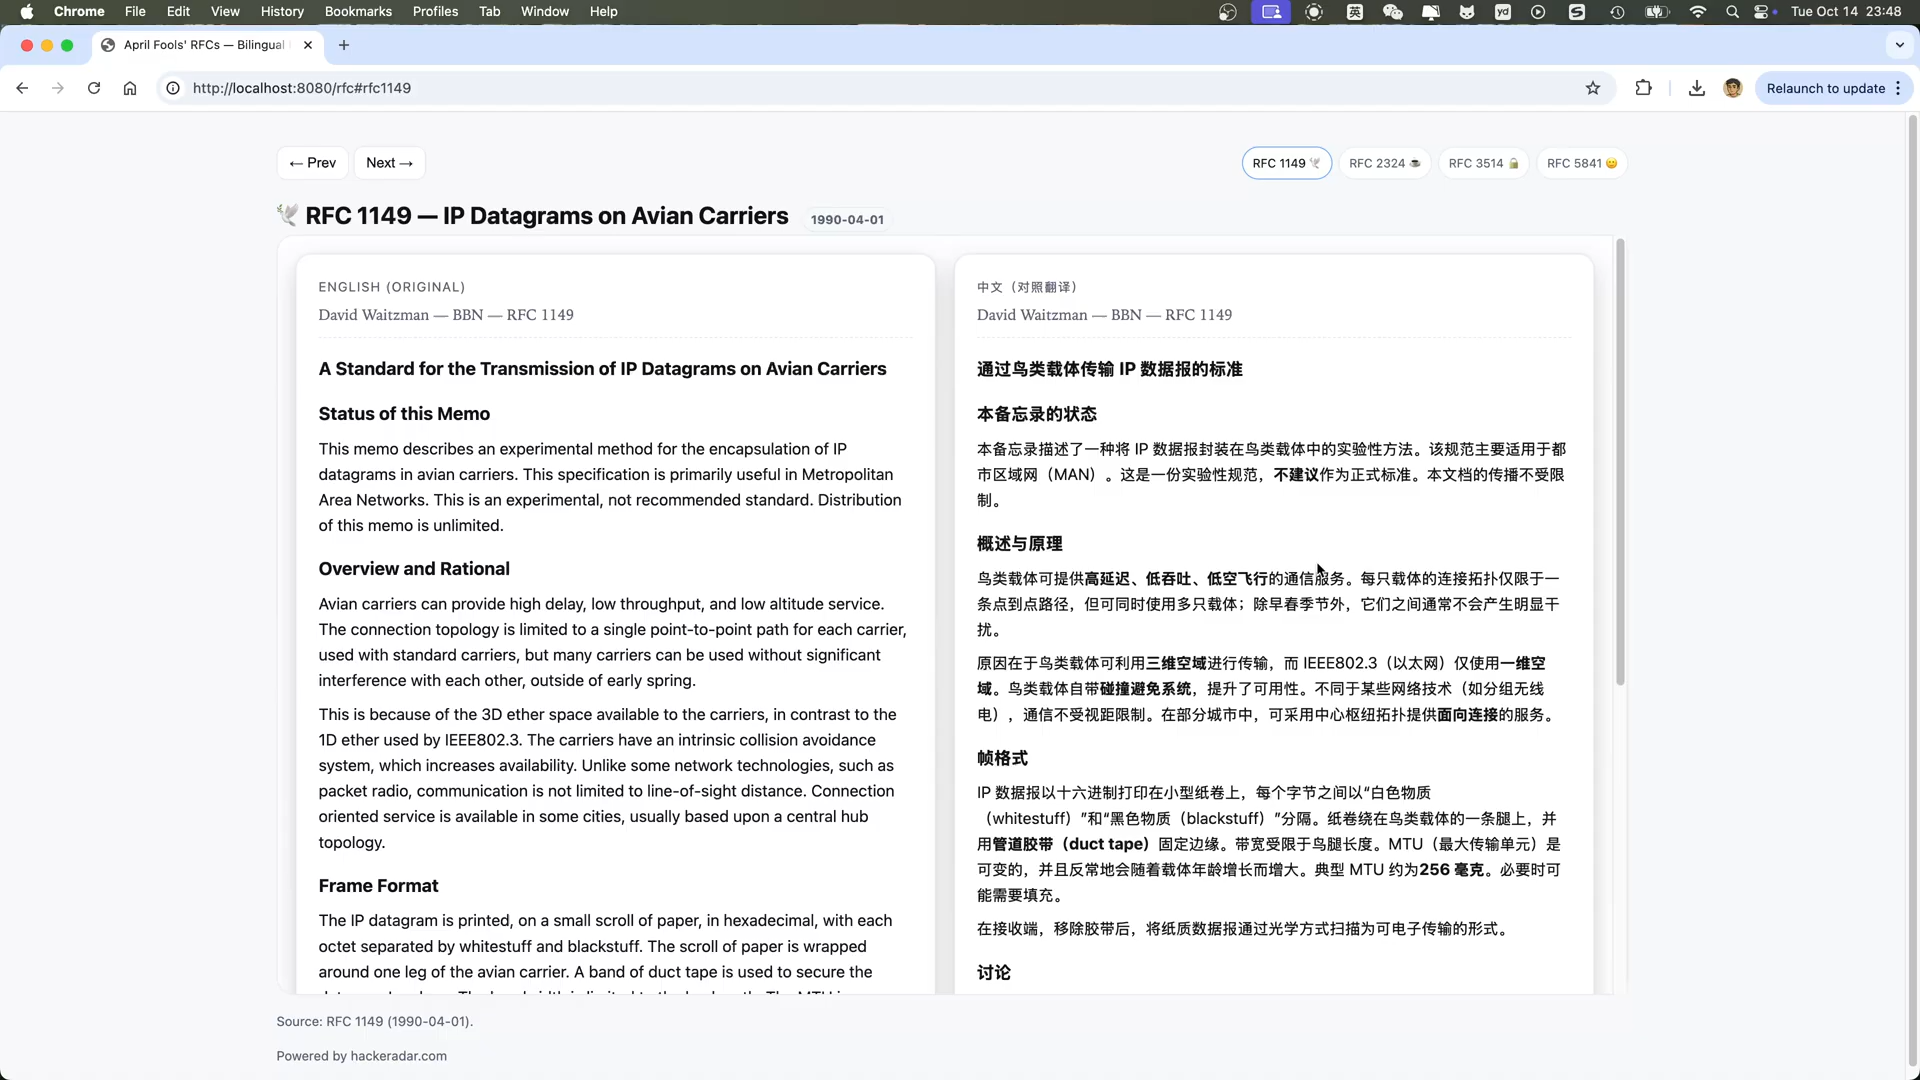 Chrome File Edit View History Bookmarks Profiles Tab Window Help
英
yd
Tue Oct 14 23:48
April Fools' RFCs — Bilingual
http://localhost:8080/rfc#rfc1149
Relaunch to update
← Prev
Next →
RFC 1149 🕊
RFC 2324 ☕
RFC 3514 🔒
RFC 5841 🙂
🕊 RFC 1149 — IP Datagrams on Avian Carriers
1990-04-01
ENGLISH (ORIGINAL)
David Waitzman — BBN — RFC 1149
A Standard for the Transmission of IP Datagrams on Avian Carriers
Status of this Memo
This memo describes an experimental method for the encapsulation of IP
datagrams in avian carriers. This specification is primarily useful in Metropolitan
Area Networks. This is an experimental, not recommended standard. Distribution
of this memo is unlimited.
Overview and Rational
Avian carriers can provide high delay, low throughput, and low altitude service.
The connection topology is limited to a single point-to-point path for each carrier,
used with standard carriers, but many carriers can be used without significant
interference with each other, outside of early spring.
This is because of the 3D ether space available to the carriers, in contrast to the
1D ether used by IEEE802.3. The carriers have an intrinsic collision avoidance
system, which increases availability. Unlike some network technologies, such as
packet radio, communication is not limited to line-of-sight distance. Connection
oriented service is available in some cities, usually based upon a central hub
topology.
Frame Format
The IP datagram is printed, on a small scroll of paper, in hexadecimal, with each
octet separated by whitestuff and blackstuff. The scroll of paper is wrapped
around one leg of the avian carrier. A band of duct tape is used to secure the
中文（对照翻译）
David Waitzman — BBN — RFC 1149
通过鸟类载体传输 IP 数据报的标准
本备忘录的状态
本备忘录描述了一种将 IP 数据报封装在鸟类载体中的实验性方法。该规范主要适用于都
市区域网（MAN）。这是一份实验性规范，不建议作为正式标准。本文档的传播不受限
制。
概述与原理
鸟类载体可提供高延迟、低吞吐、低空飞行的通信服务。每只载体的连接拓扑仅限于一
条点到点路径，但可同时使用多只载体；除早春季节外，它们之间通常不会产生明显干
扰。
原因在于鸟类载体可利用三维空域进行传输，而 IEEE802.3（以太网）仅使用一维空
域。鸟类载体自带碰撞避免系统，提升了可用性。不同于某些网络技术（如分组无线
电），通信不受视距限制。在部分城市中，可采用中心枢纽拓扑提供面向连接的服务。
帧格式
IP 数据报以十六进制打印在小型纸卷上，每个字节之间以“白色物质
（whitestuff）”和“黑色物质（blackstuff）”分隔。纸卷绕在鸟类载体的一条腿上，并
用管道胶带（duct tape）固定边缘。带宽受限于鸟腿长度。MTU（最大传输单元）是
可变的，并且反常地会随着载体年龄增长而增大。典型 MTU 约为256 毫克。必要时可
能需要填充。
在接收端，移除胶带后，将纸质数据报通过光学方式扫描为可电子传输的形式。
讨论
Source: RFC 1149 (1990-04-01).
Powered by hackeradar.com